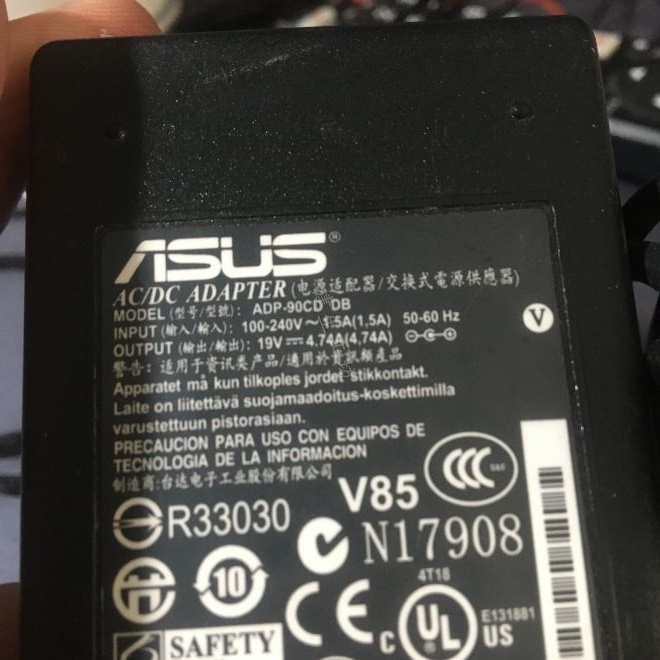 ASUS®
AC/DC ADAPTER (电源适配器/交換式電源供應器)
MODEL (型号/型號): ADP-90CD DB
INPUT (输入/輸入): 100-240V ~ 1.5A(1,5A) 50-60 Hz
OUTPUT (输出/輸出): 19V ⎓ 4.74A(4,74A)
V
警告: 适用于资讯类产品/適用於資訊類產品
Apparatet må kun tilkoples jordet stikkontakt.
Laite on liitettävä suojamaadoitus-koskettimilla
varustettuun pistorasiaan.
PRECAUCION PARA USO CON EQUIPOS DE
TECNOLOGIA DE LA INFORMACION
制造商:台达电子工业股份有限公司
CCC S&E
V85
R33030
N17908
10
4T18
CE
c UL US
E131881
SAFETY